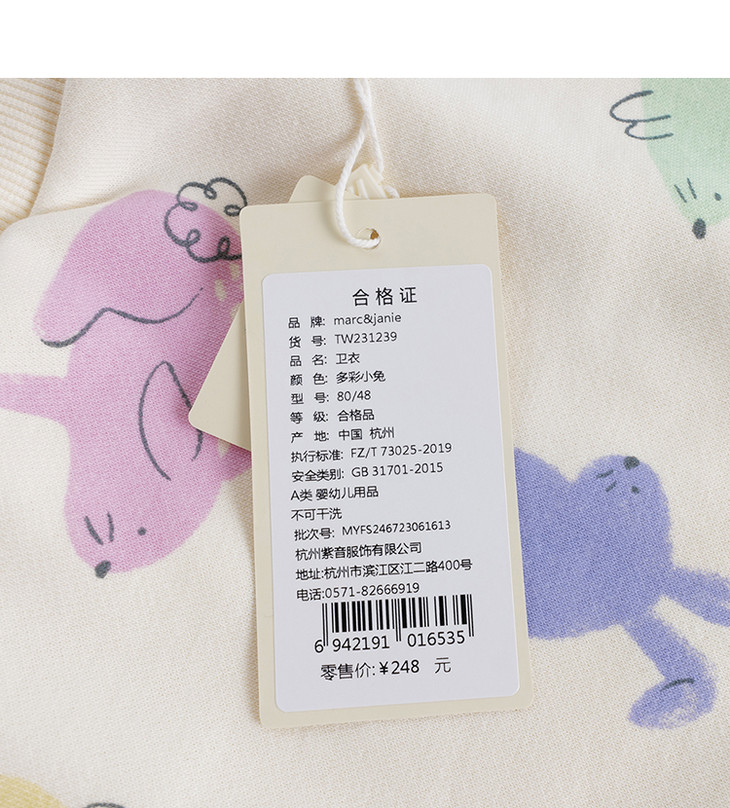 合格证
品 牌: marc&janie
货 号: TW231239
品 名: 卫衣
颜 色: 多彩小兔
型 号: 80/48
等 级: 合格品
产 地: 中国 杭州
执行标准: FZ/T 73025-2019
安全类别: GB 31701-2015
A类 婴幼儿用品
不可干洗
批次号: MYFS246723061613
杭州紫音服饰有限公司
地址:杭州市滨江区江二路400号
电话:0571-82666919
6 942191 016535
零售价:¥248 元